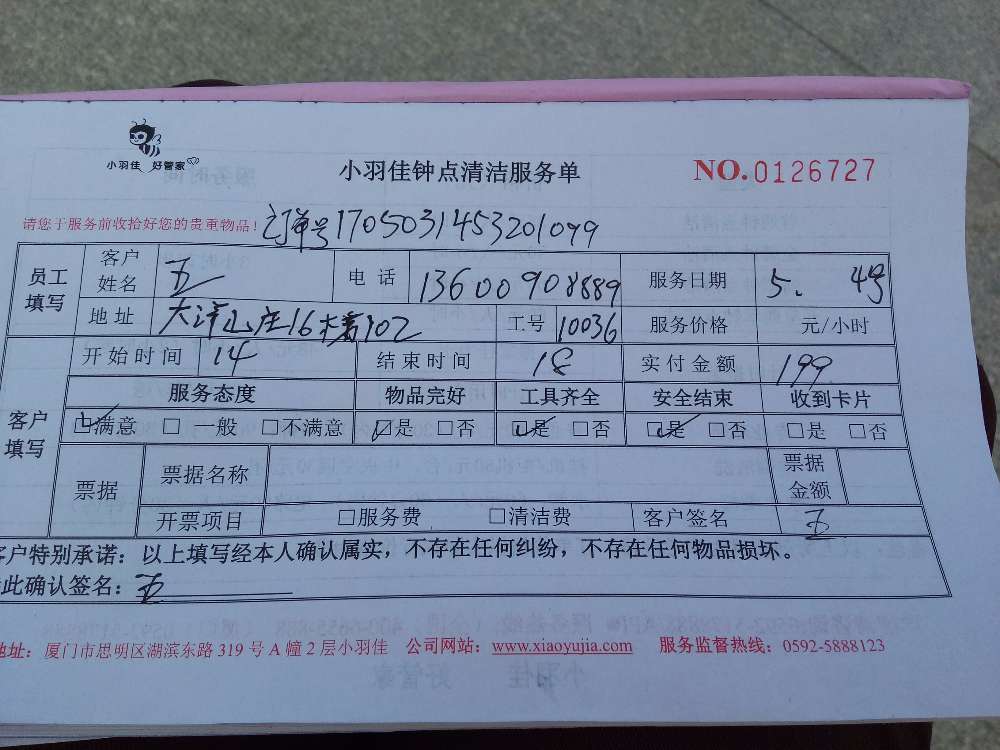 小羽佳 好管家
小羽佳钟点清洁服务单
NO.0126727
请您于服务前收拾好您的贵重物品!
订单号1705031453201099
员工填写 客户姓名 五 电话 13600908889 服务日期 5. 4号
地址 大洋山庄16楼902 工号 10036 服务价格 元/小时
客户填写 开始时间 14 结束时间 18 实付金额 199
服务态度 物品完好 工具齐全 安全结束 收到卡片
☑满意 □一般 □不满意 ☑是 □否 ☑是 □否 ☑是 □否 □是 □否
票据 票据名称 票据金额
开票项目 □服务费 □清洁费 客户签名 五
客户特别承诺：以上填写经本人确认属实，不存在任何纠纷，不存在任何物品损坏。
此确认签名：五
地址：厦门市思明区湖滨东路 319 号 A 幢 2 层小羽佳 公司网站：www.xiaoyujia.com 服务监督热线：0592-5888123